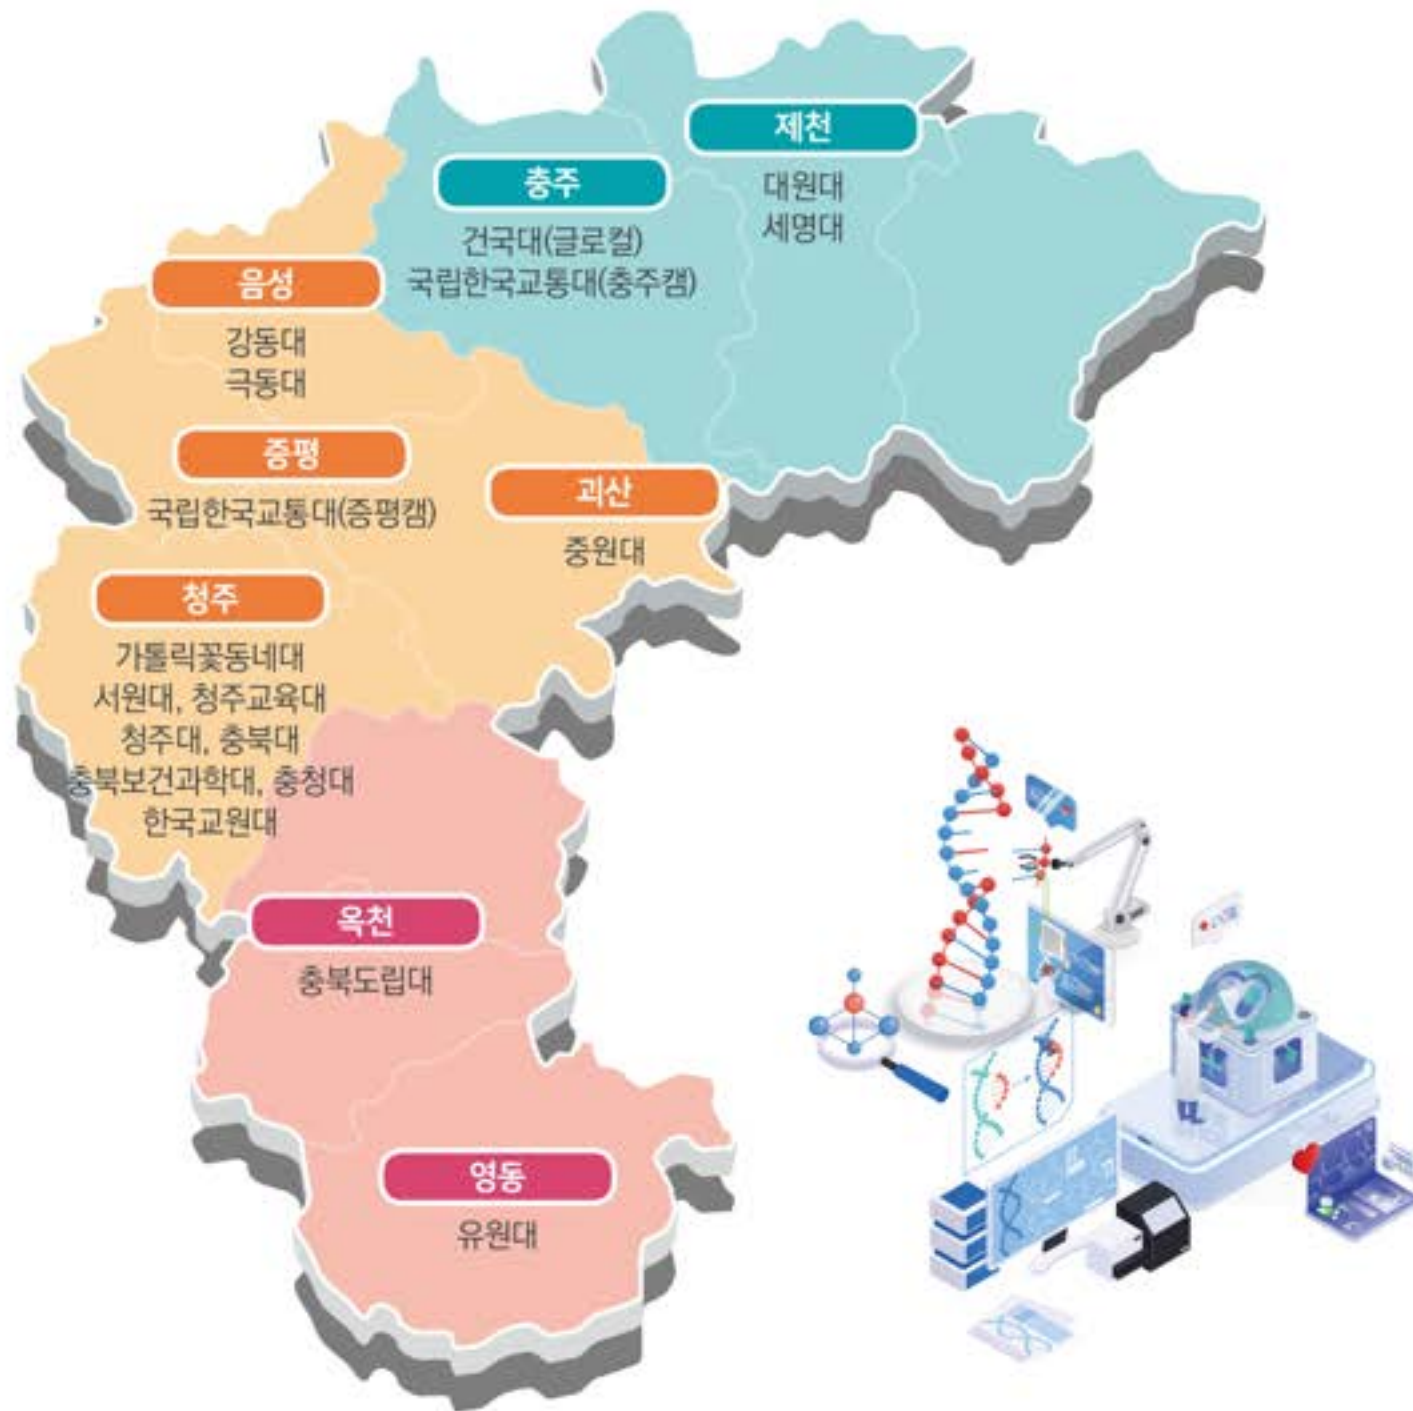 제천
대원대
세명대
충주
건국대(글로컬)
국립한국교통대(충주캠)
음성
강동대
극동대
증평
국립한국교통대(증평캠)
괴산
중원대
청주
가톨릭꽃동네대
서원대, 청주교육대
청주대, 충북대
충북보건과학대, 충청대
한국교원대
옥천
충북도립대
영동
유원대